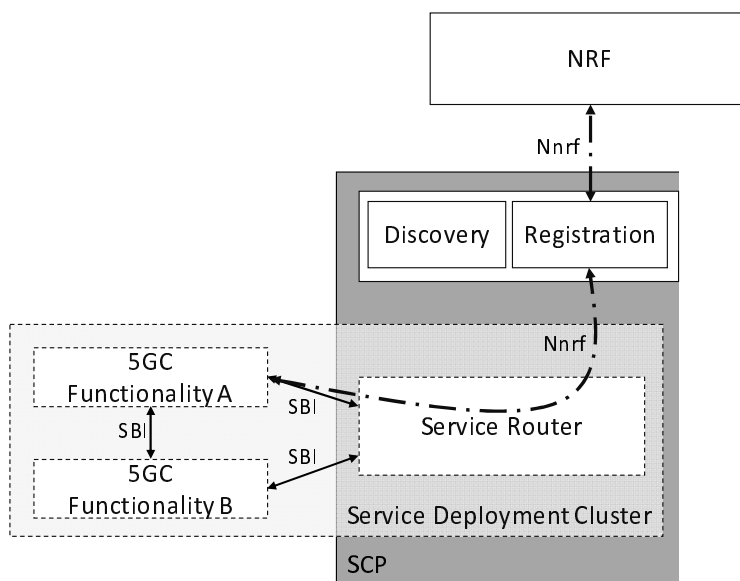 NRF
Nnrf
Discovery
Registration
Nnrf
5GC
Functionality A
SBI
Service Router
SBI
SBI
5GC
Functionality B
Service Deployment Cluster
SCP